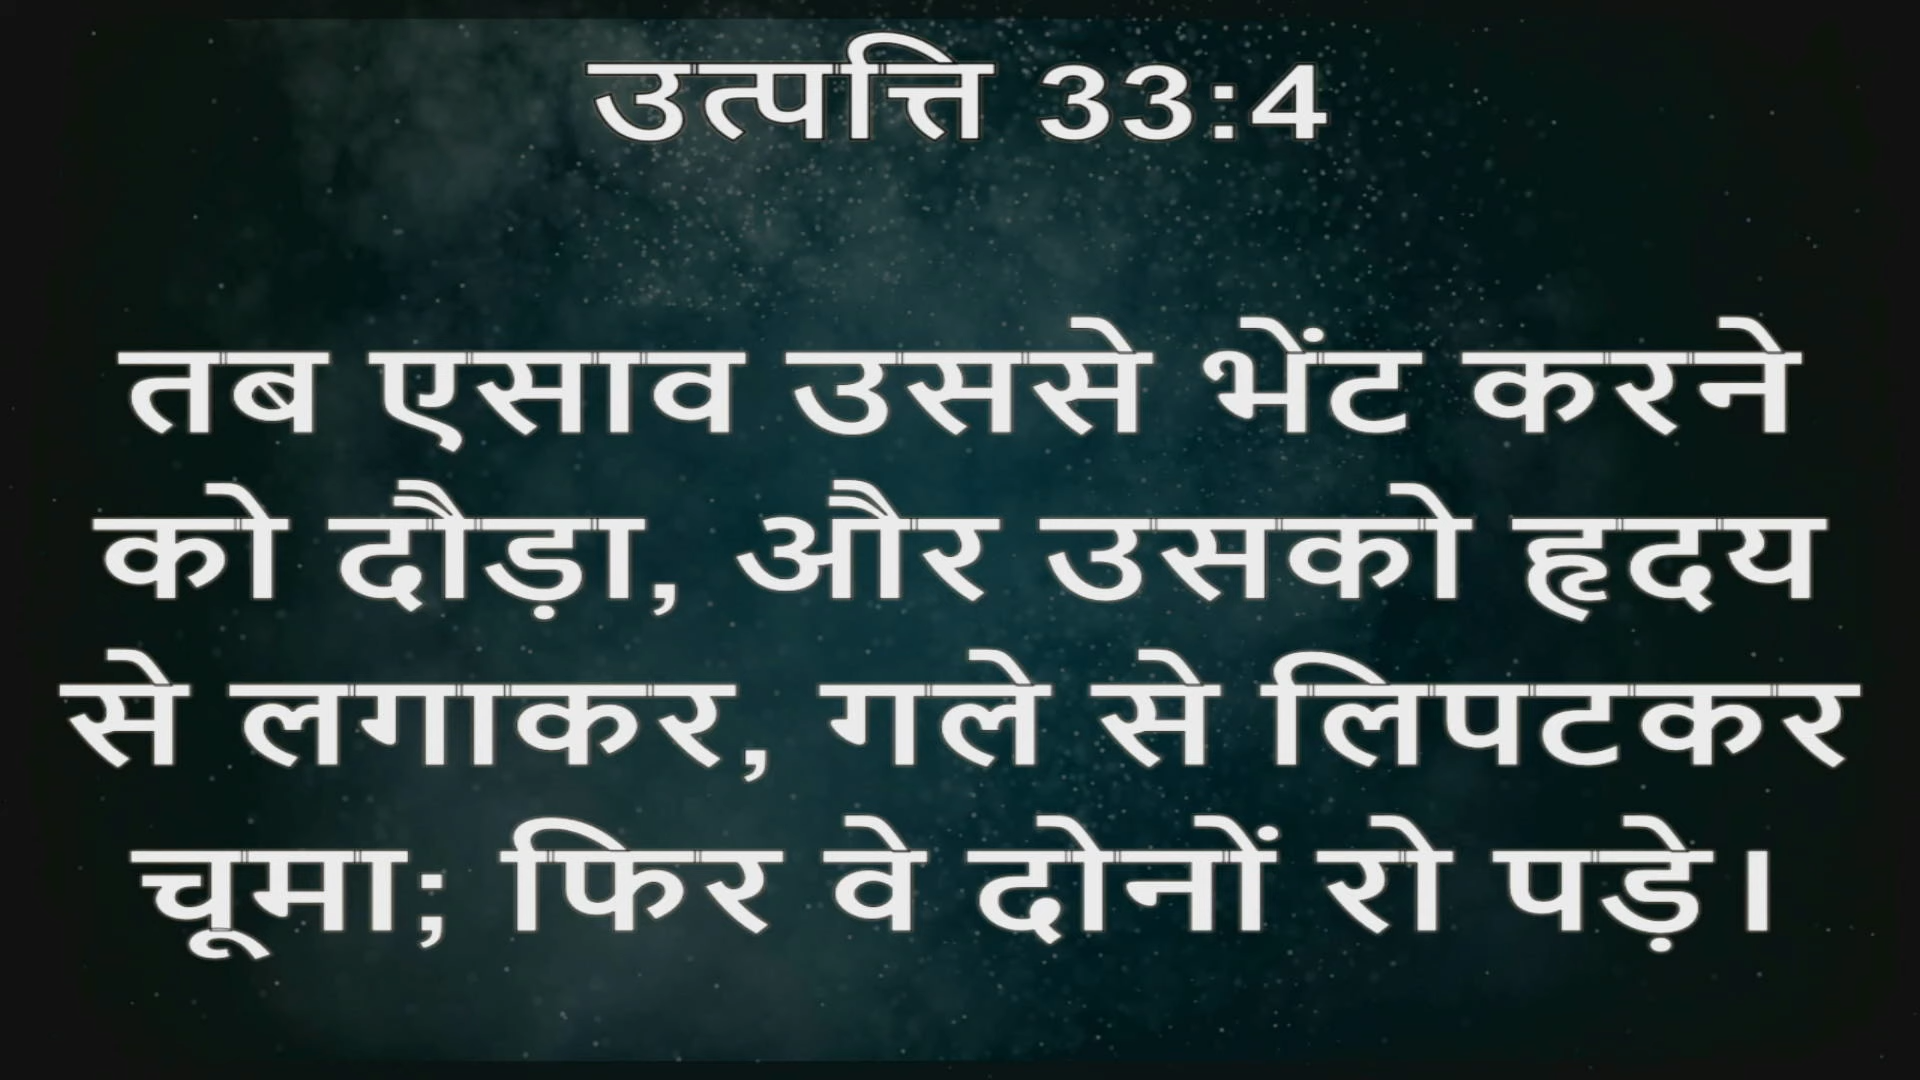 उत्पत्ति 33:4
तब एसाव उससे भेंट करने
को दौड़ा, और उसको हृदय
से लगाकर, गले से लिपटकर
चूमा; फिर वे दोनों रो पड़े।